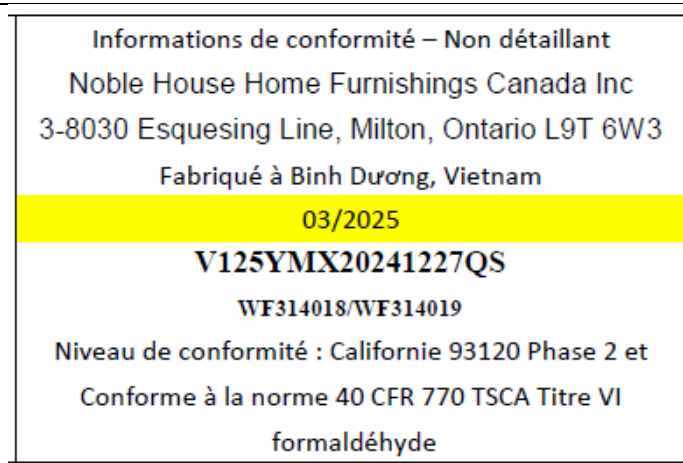 Informations de conformité – Non détaillant
Noble House Home Furnishings Canada Inc
3-8030 Esquesing Line, Milton, Ontario L9T 6W3
Fabriqué à Binh Dương, Vietnam
03/2025
V125YMX20241227QS
WF314018/WF314019
Niveau de conformité : Californie 93120 Phase 2 et
Conforme à la norme 40 CFR 770 TSCA Titre VI
formaldéhyde